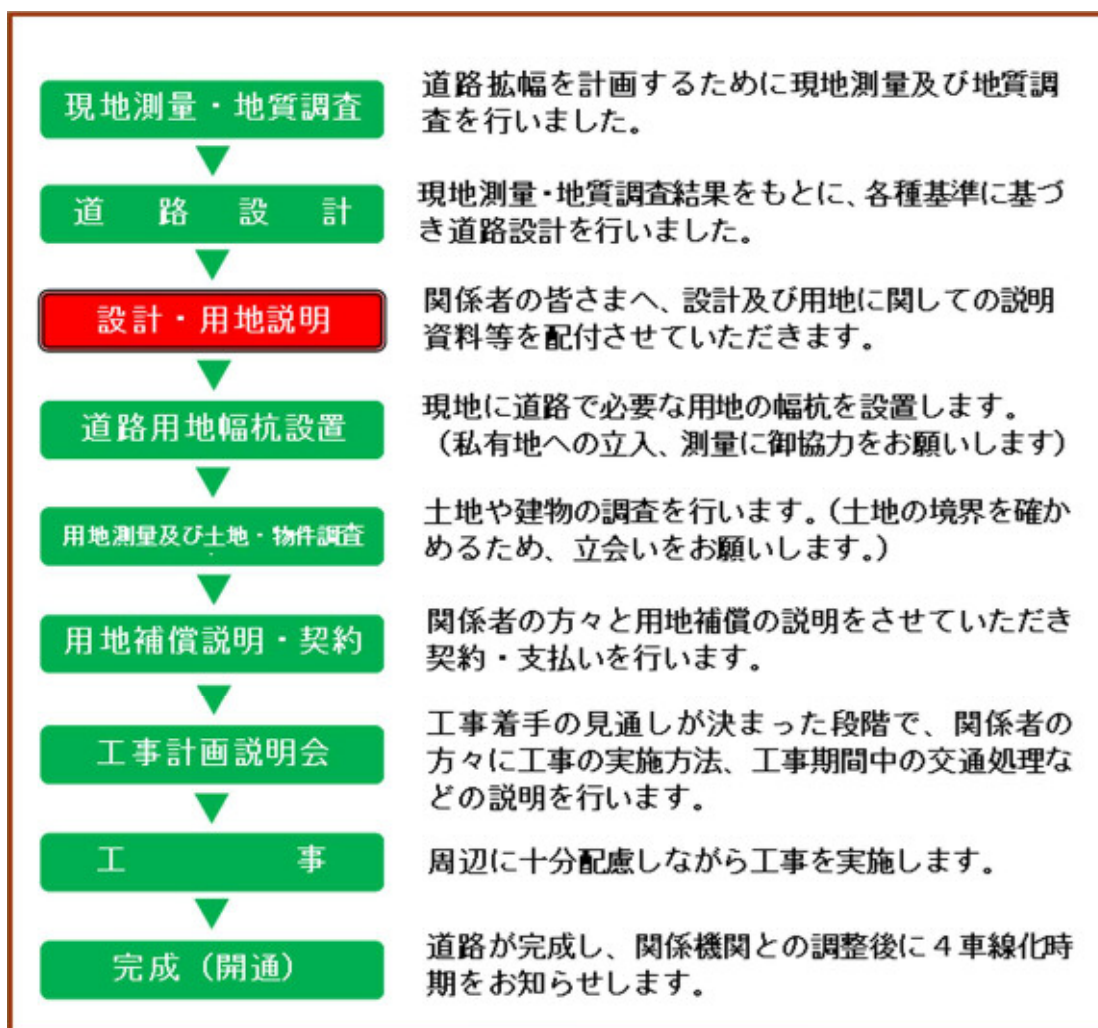 現地測量・地質調査
道路拡幅を計画するために現地測量及び地質調
査を行いました。
道路設計
現地測量・地質調査結果をもとに、各種基準に基づ
き道路設計を行いました。
設計・用地説明
関係者の皆さまへ、設計及び用地に関しての説明
資料等を配付させていただきます。
道路用地幅杭設置
現地に道路で必要な用地の幅杭を設置します。
（私有地への立入、測量に御協力をお願いします）
用地測量及び土地・物件調査
土地や建物の調査を行います。（土地の境界を確か
めるため、立会いをお願いします。）
用地補償説明・契約
関係者の方々と用地補償の説明をさせていただき
契約・支払いを行います。
工事計画説明会
工事着手の見通しが決まった段階で、関係者の
方々に工事の実施方法、工事期間中の交通処理な
どの説明を行います。
工事
周辺に十分配慮しながら工事を実施します。
完成（開通）
道路が完成し、関係機関との調整後に４車線化時
期をお知らせします。